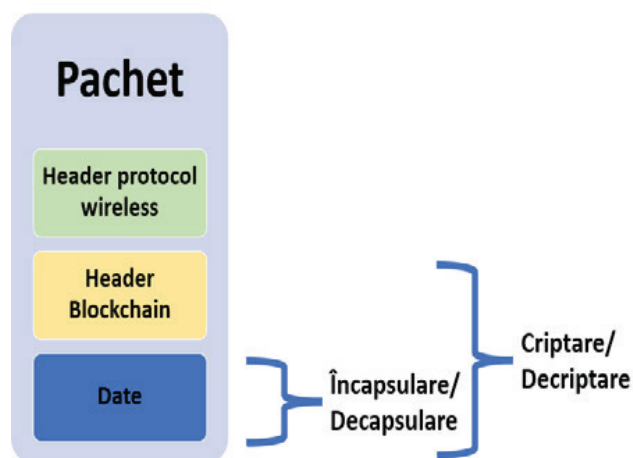 Pachet
Header protocol
wireless
Header
Blockchain
Date
Încapsulare/
Decapsulare
Criptare/
Decriptare